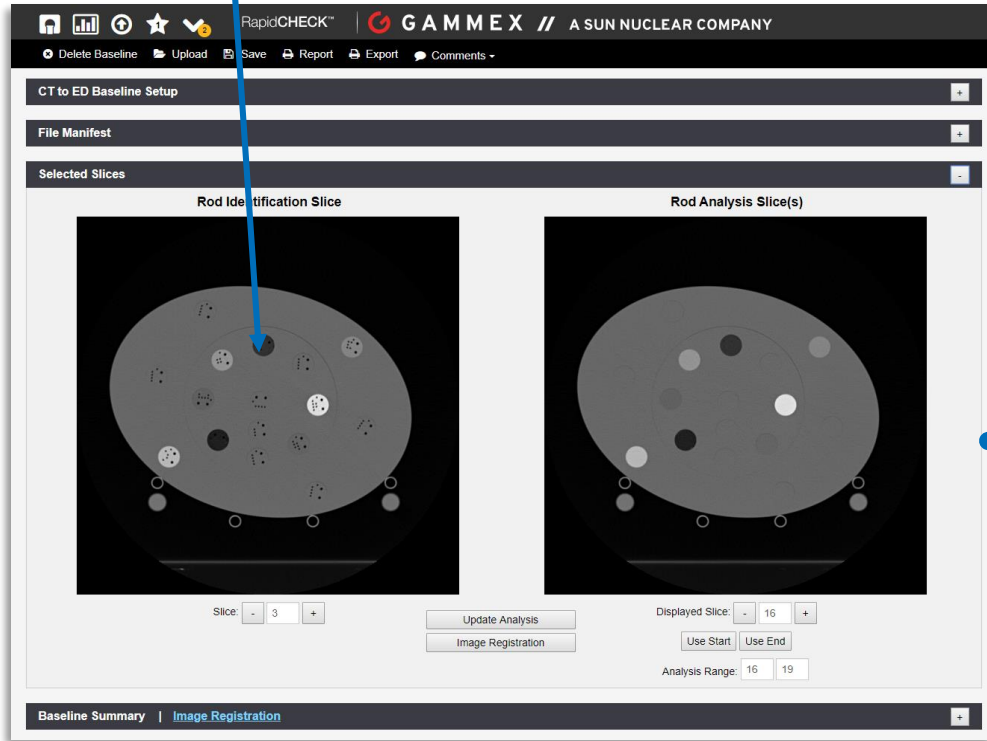 1 2 RapidCHECK™ G GAMMEX // A SUN NUCLEAR COMPANY
Delete Baseline Upload Save Report Export Comments
CT to ED Baseline Setup +
File Manifest +
Selected Slices -
Rod Identification Slice Rod Analysis Slice(s)
Slice: - 3 + Update Analysis Displayed Slice: - 16 +
Image Registration Use Start Use End
Analysis Range: 16 19
Baseline Summary | Image Registration +